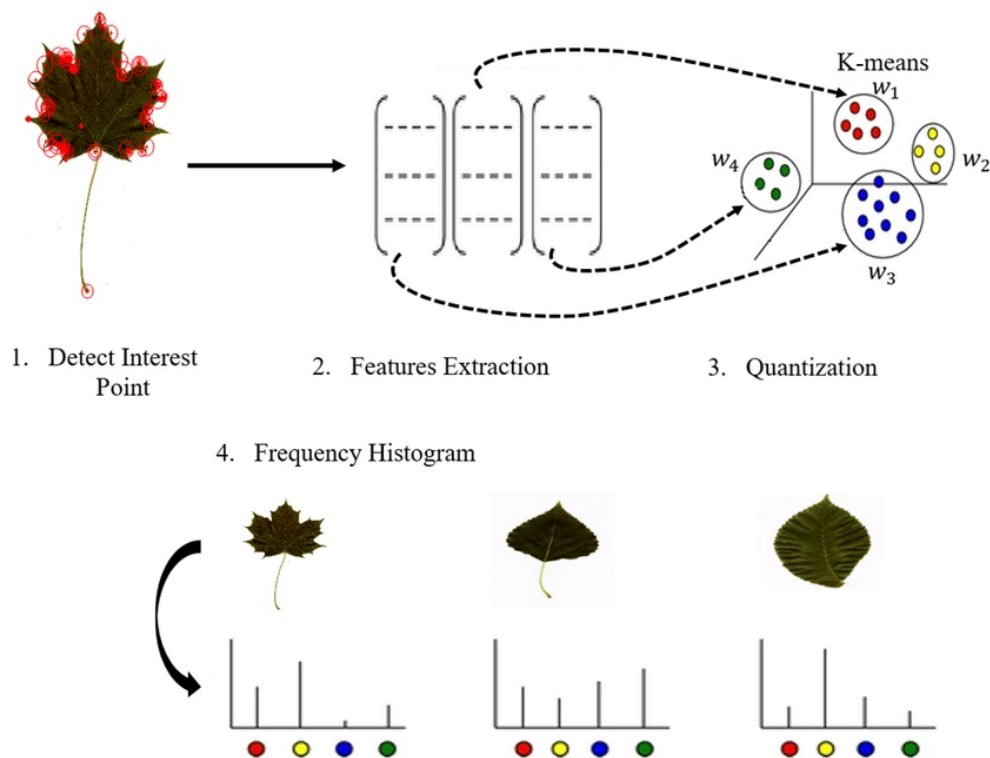 K-means
w₁
w₂
w₄
w₃
1. Detect Interest
Point
2. Features Extraction
3. Quantization
4. Frequency Histogram